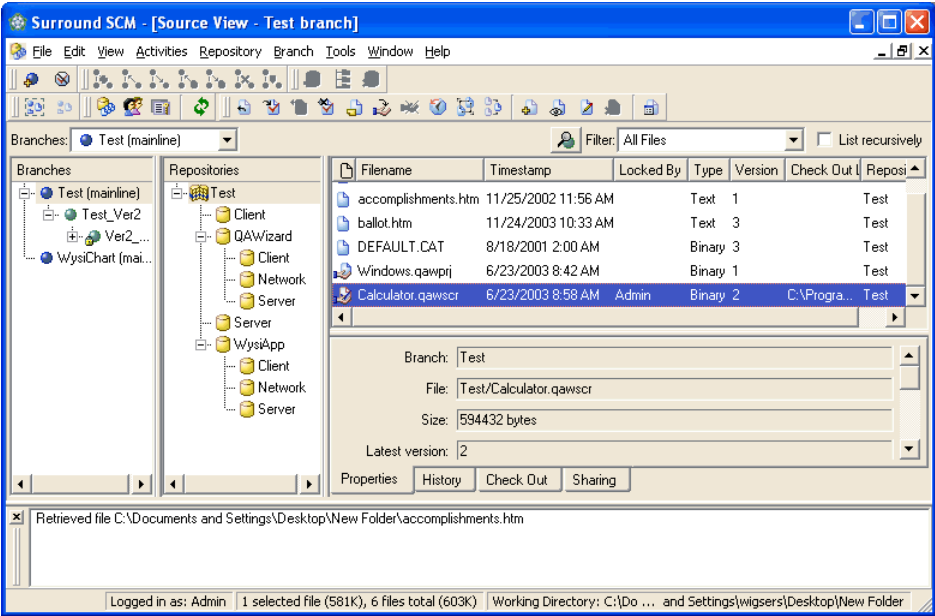 Surround SCM - [Source View - Test branch]
File Edit View Activities Repository Branch Tools Window Help
Branches: Test (mainline) Filter: All Files List recursively
Branches
Test (mainline)
Test_Ver2
Ver2_...
WysiChart (mai...
Repositories
Test
Client
QAWizard
Client
Network
Server
Server
WysiApp
Client
Network
Server
Filename Timestamp Locked By Type Version Check Out L Reposi
accomplishments.htm 11/25/2002 11:56 AM Text 1 Test
ballot.htm 11/24/2003 10:33 AM Text 3 Test
DEFAULT.CAT 8/18/2001 2:00 AM Binary 3 Test
Windows.qawprj 6/23/2003 8:42 AM Binary 1 Test
Calculator.qawscr 6/23/2003 8:58 AM Admin Binary 2 C:\Progra... Test
Branch: Test
File: Test/Calculator.qawscr
Size: 594432 bytes
Latest version: 2
Properties History Check Out Sharing
Retrieved file C:\Documents and Settings\Desktop\New Folder\accomplishments.htm
Logged in as: Admin 1 selected file (581K), 6 files total (603K) Working Directory: C:\Do ... and Settings\wigsers\Desktop\New Folder